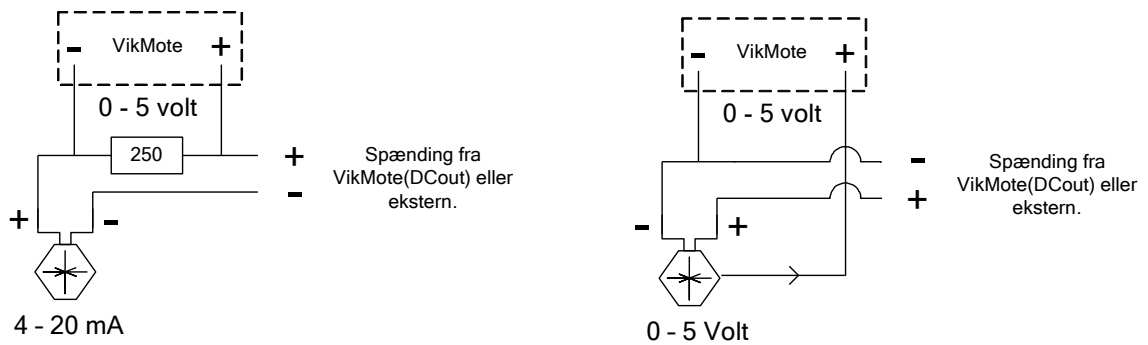 - VikMote +
0 - 5 volt
250
+
-
Spænding fra
VikMote(DCout) eller
ekstern.
+ -
4 - 20 mA
- VikMote +
0 - 5 volt
-
+
Spænding fra
VikMote(DCout) eller
ekstern.
- +
0 - 5 Volt